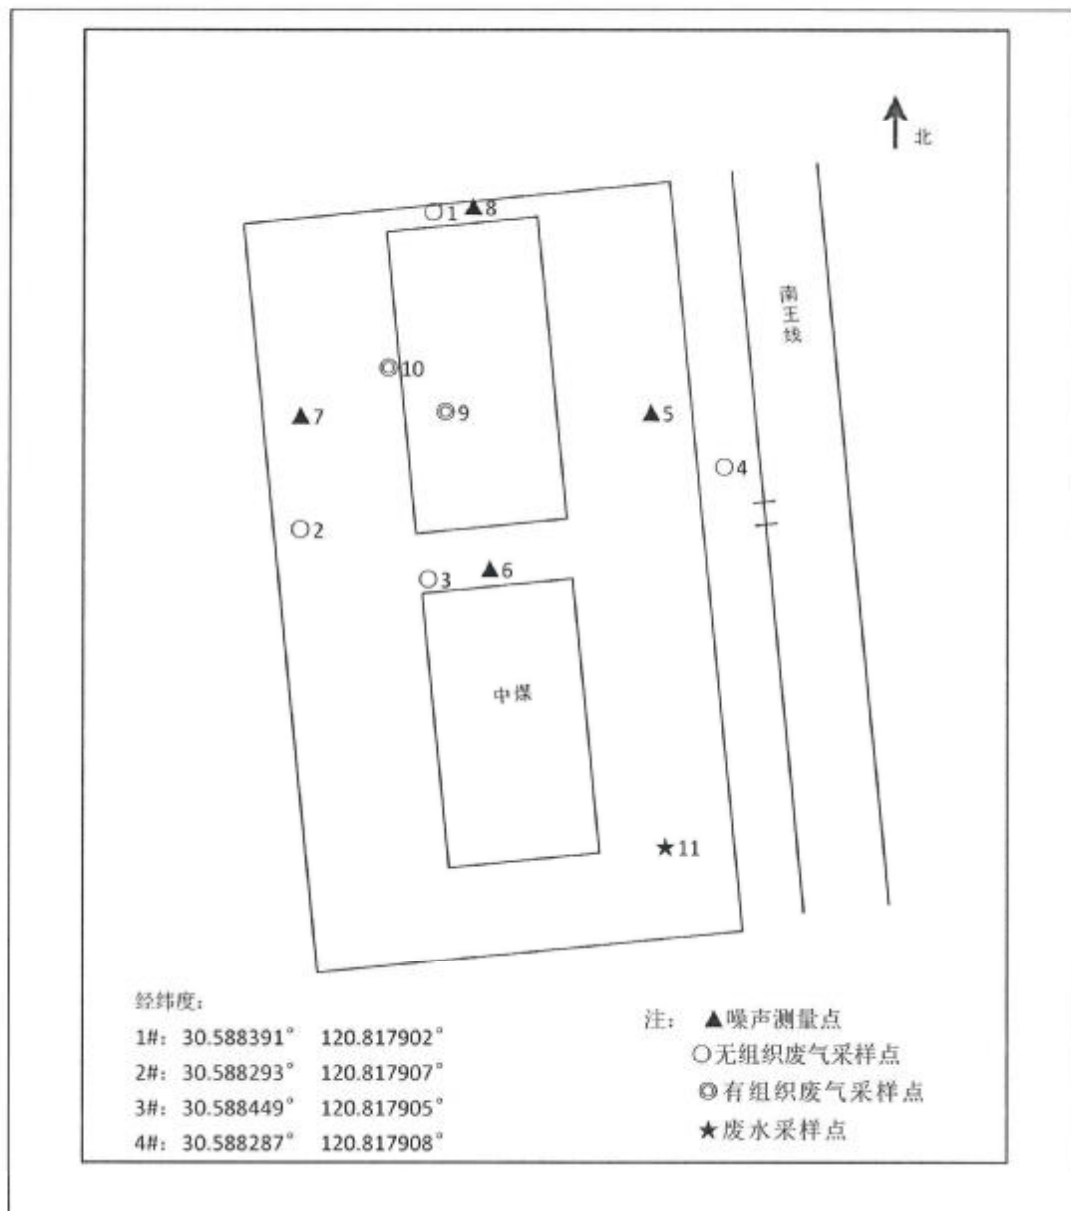 北
1
▲8
南王线
◎10
◎9
▲7
▲5
○4
○2
○3
▲6
中煤
★11
经纬度:
1#: 30.588391° 120.817902°
2#: 30.588293° 120.817907°
3#: 30.588449° 120.817905°
4#: 30.588287° 120.817908°
注: ▲噪声测量点
○无组织废气采样点
◎有组织废气采样点
★废水采样点